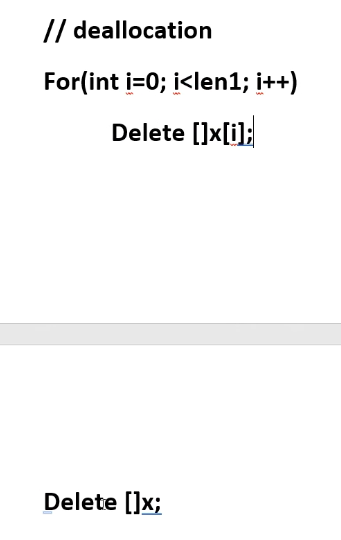 // deallocation
For(int i=0; i<len1; i++)
Delete []x[i];
Delete []x;